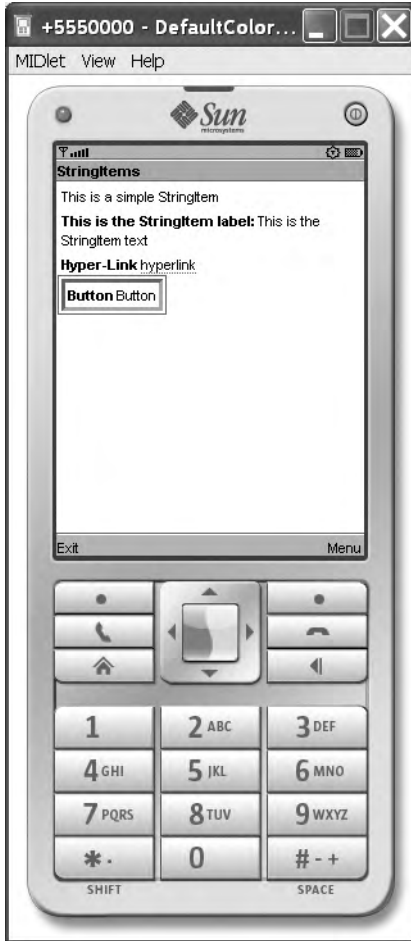 +5550000 - DefaultColor...
MIDlet View Help
Sun
microsystems
StringItems
This is a simple StringItem
This is the StringItem label: This is the
StringItem text
Hyper-Link hyperlink
Button Button
Exit Menu
1 2 ABC 3 DEF
4 GHI 5 JKL 6 MNO
7 PQRS 8 TUV 9 WXYZ
* . 0 # - +
SHIFT SPACE